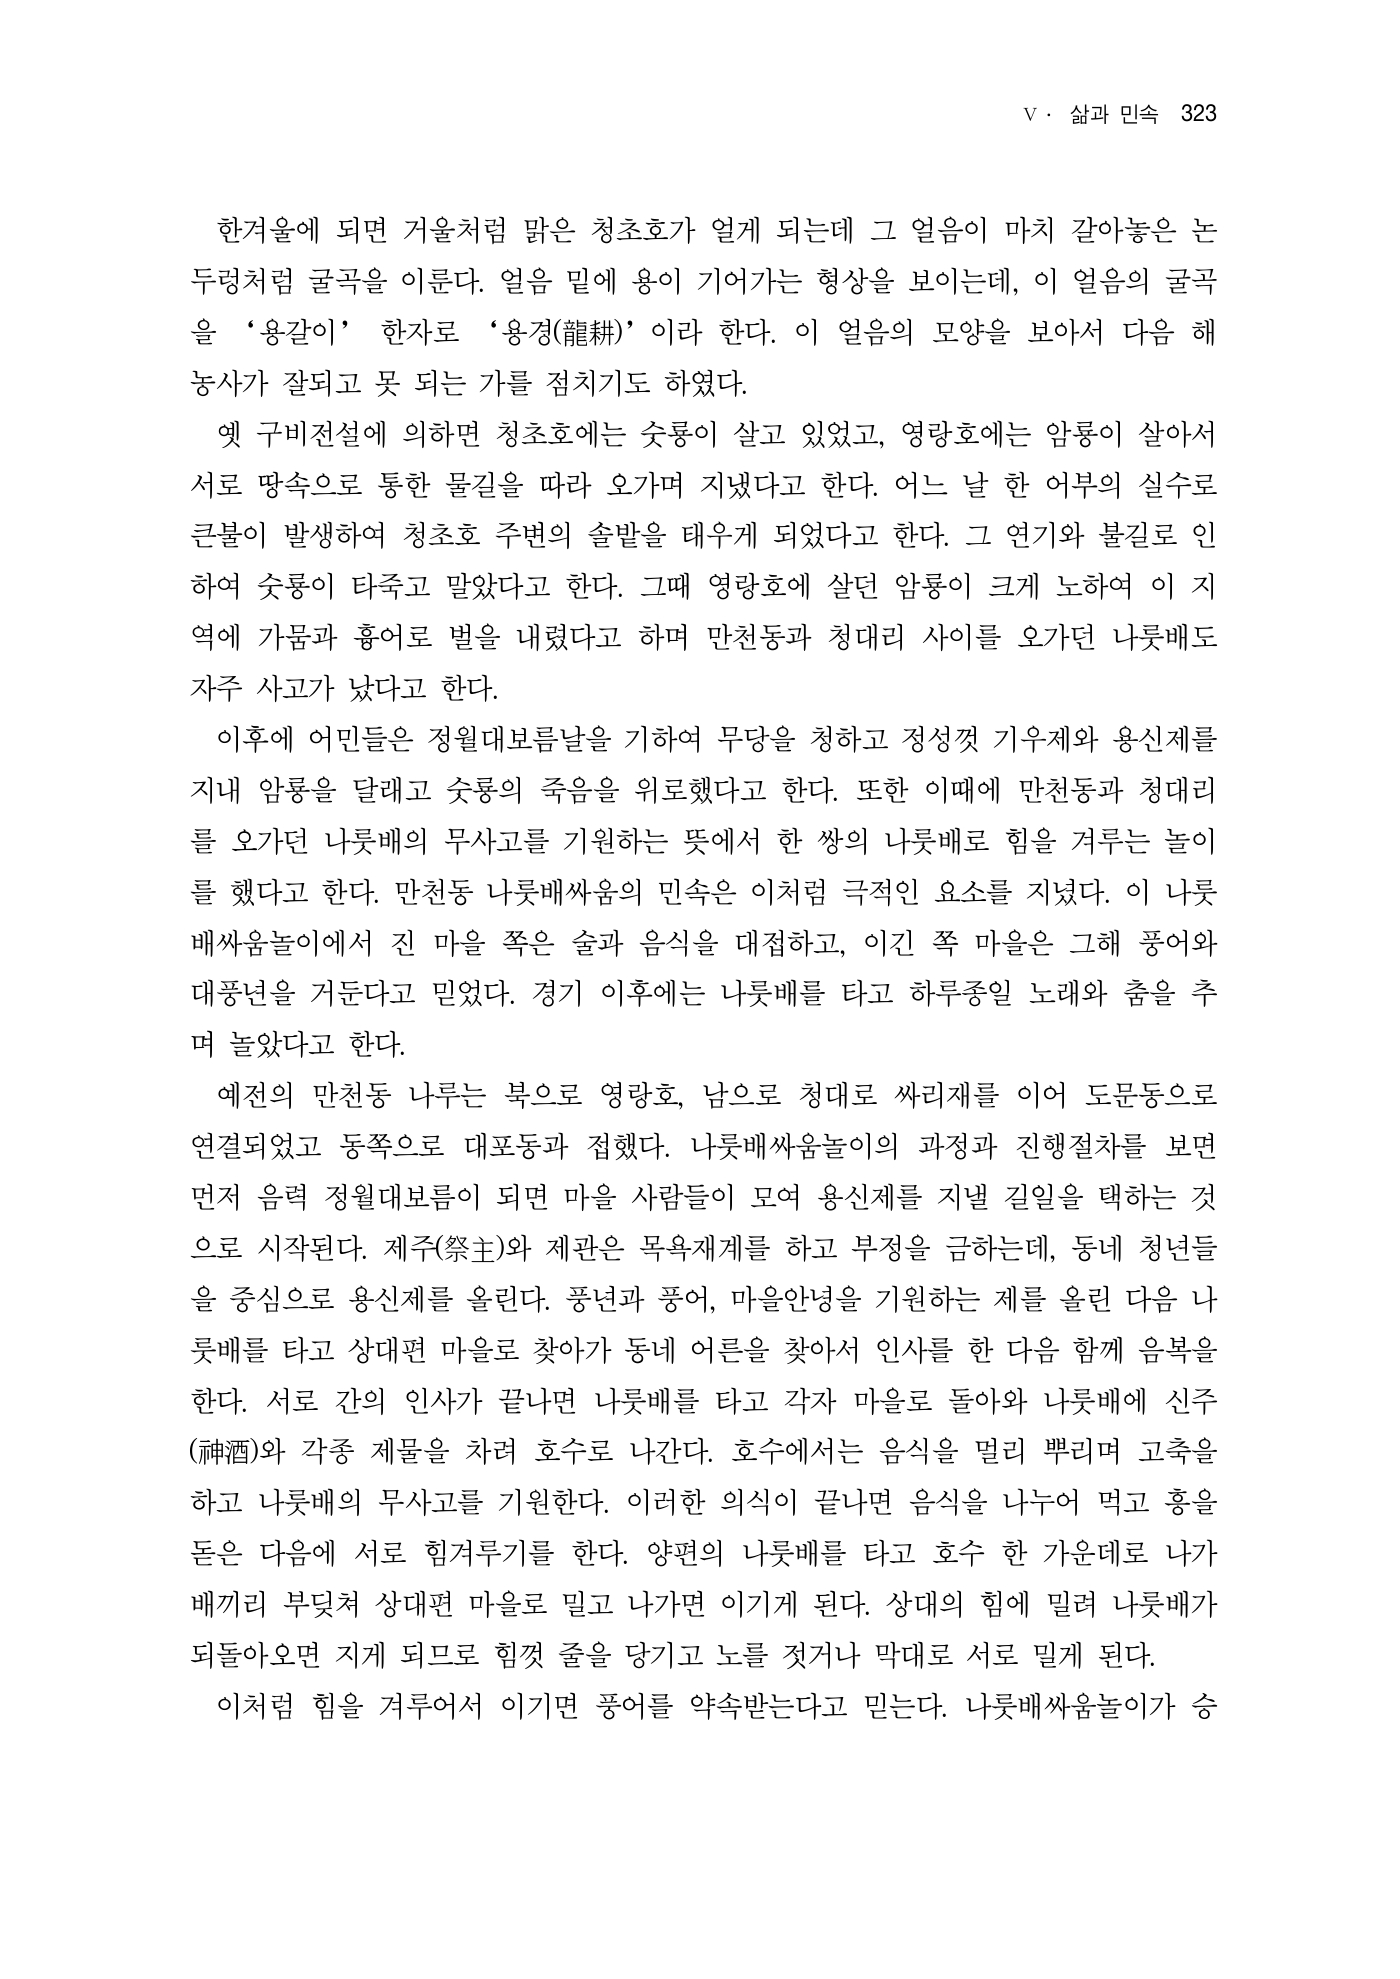 V · 삶과 민속 323
한겨울에 되면 거울처럼 맑은 청초호가 얼게 되는데 그 얼음이 마치 갈아놓은 논
두렁처럼 굴곡을 이룬다. 얼음 밑에 용이 기어가는 형상을 보이는데, 이 얼음의 굴곡
을 ‘용갈이’ 한자로 ‘용경(龍耕)’이라 한다. 이 얼음의 모양을 보아서 다음 해
농사가 잘되고 못 되는 가를 점치기도 하였다.
옛 구비전설에 의하면 청초호에는 숫룡이 살고 있었고, 영랑호에는 암룡이 살아서
서로 땅속으로 통한 물길을 따라 오가며 지냈다고 한다. 어느 날 한 어부의 실수로
큰불이 발생하여 청초호 주변의 솔밭을 태우게 되었다고 한다. 그 연기와 불길로 인
하여 숫룡이 타죽고 말았다고 한다. 그때 영랑호에 살던 암룡이 크게 노하여 이 지
역에 가뭄과 흉어로 벌을 내렸다고 하며 만천동과 청대리 사이를 오가던 나룻배도
자주 사고가 났다고 한다.
이후에 어민들은 정월대보름날을 기하여 무당을 청하고 정성껏 기우제와 용신제를
지내 암룡을 달래고 숫룡의 죽음을 위로했다고 한다. 또한 이때에 만천동과 청대리
를 오가던 나룻배의 무사고를 기원하는 뜻에서 한 쌍의 나룻배로 힘을 겨루는 놀이
를 했다고 한다. 만천동 나룻배싸움의 민속은 이처럼 극적인 요소를 지녔다. 이 나룻
배싸움놀이에서 진 마을 쪽은 술과 음식을 대접하고, 이긴 쪽 마을은 그해 풍어와
대풍년을 거둔다고 믿었다. 경기 이후에는 나룻배를 타고 하루종일 노래와 춤을 추
며 놀았다고 한다.
예전의 만천동 나루는 북으로 영랑호, 남으로 청대로 싸리재를 이어 도문동으로
연결되었고 동쪽으로 대포동과 접했다. 나룻배싸움놀이의 과정과 진행절차를 보면
먼저 음력 정월대보름이 되면 마을 사람들이 모여 용신제를 지낼 길일을 택하는 것
으로 시작된다. 제주(祭主)와 제관은 목욕재계를 하고 부정을 금하는데, 동네 청년들
을 중심으로 용신제를 올린다. 풍년과 풍어, 마을안녕을 기원하는 제를 올린 다음 나
룻배를 타고 상대편 마을로 찾아가 동네 어른을 찾아서 인사를 한 다음 함께 음복을
한다. 서로 간의 인사가 끝나면 나룻배를 타고 각자 마을로 돌아와 나룻배에 신주
(神酒)와 각종 제물을 차려 호수로 나간다. 호수에서는 음식을 멀리 뿌리며 고축을
하고 나룻배의 무사고를 기원한다. 이러한 의식이 끝나면 음식을 나누어 먹고 흥을
돋은 다음에 서로 힘겨루기를 한다. 양편의 나룻배를 타고 호수 한 가운데로 나가
배끼리 부딪쳐 상대편 마을로 밀고 나가면 이기게 된다. 상대의 힘에 밀려 나룻배가
되돌아오면 지게 되므로 힘껏 줄을 당기고 노를 젓거나 막대로 서로 밀게 된다.
이처럼 힘을 겨루어서 이기면 풍어를 약속받는다고 믿는다. 나룻배싸움놀이가 승